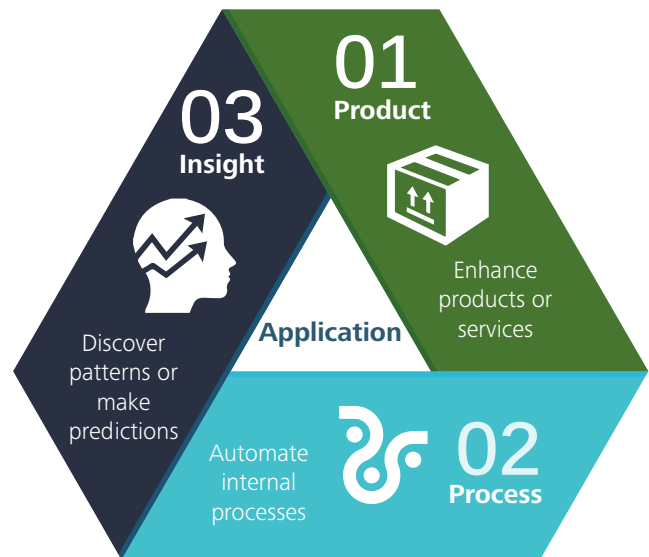 01
Product
Enhance
products or
services
02
Process
Automate
internal
processes
03
Insight
Discover
patterns or
make
predictions
Application